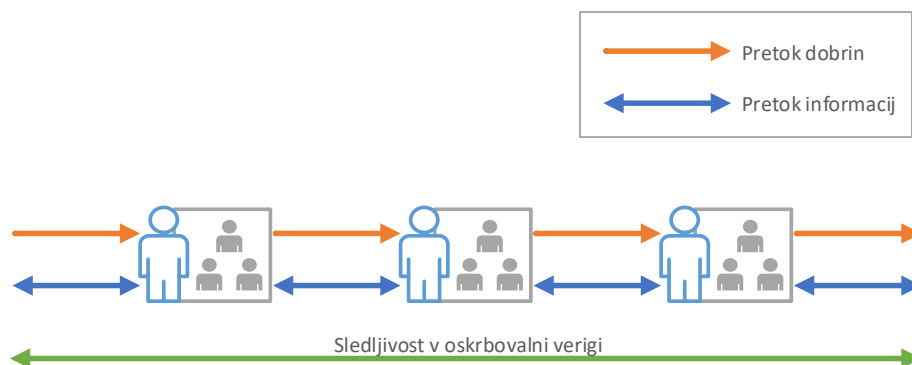 Pretok dobrin
Pretok informacij
Sledljivost v oskrbovalni verigi